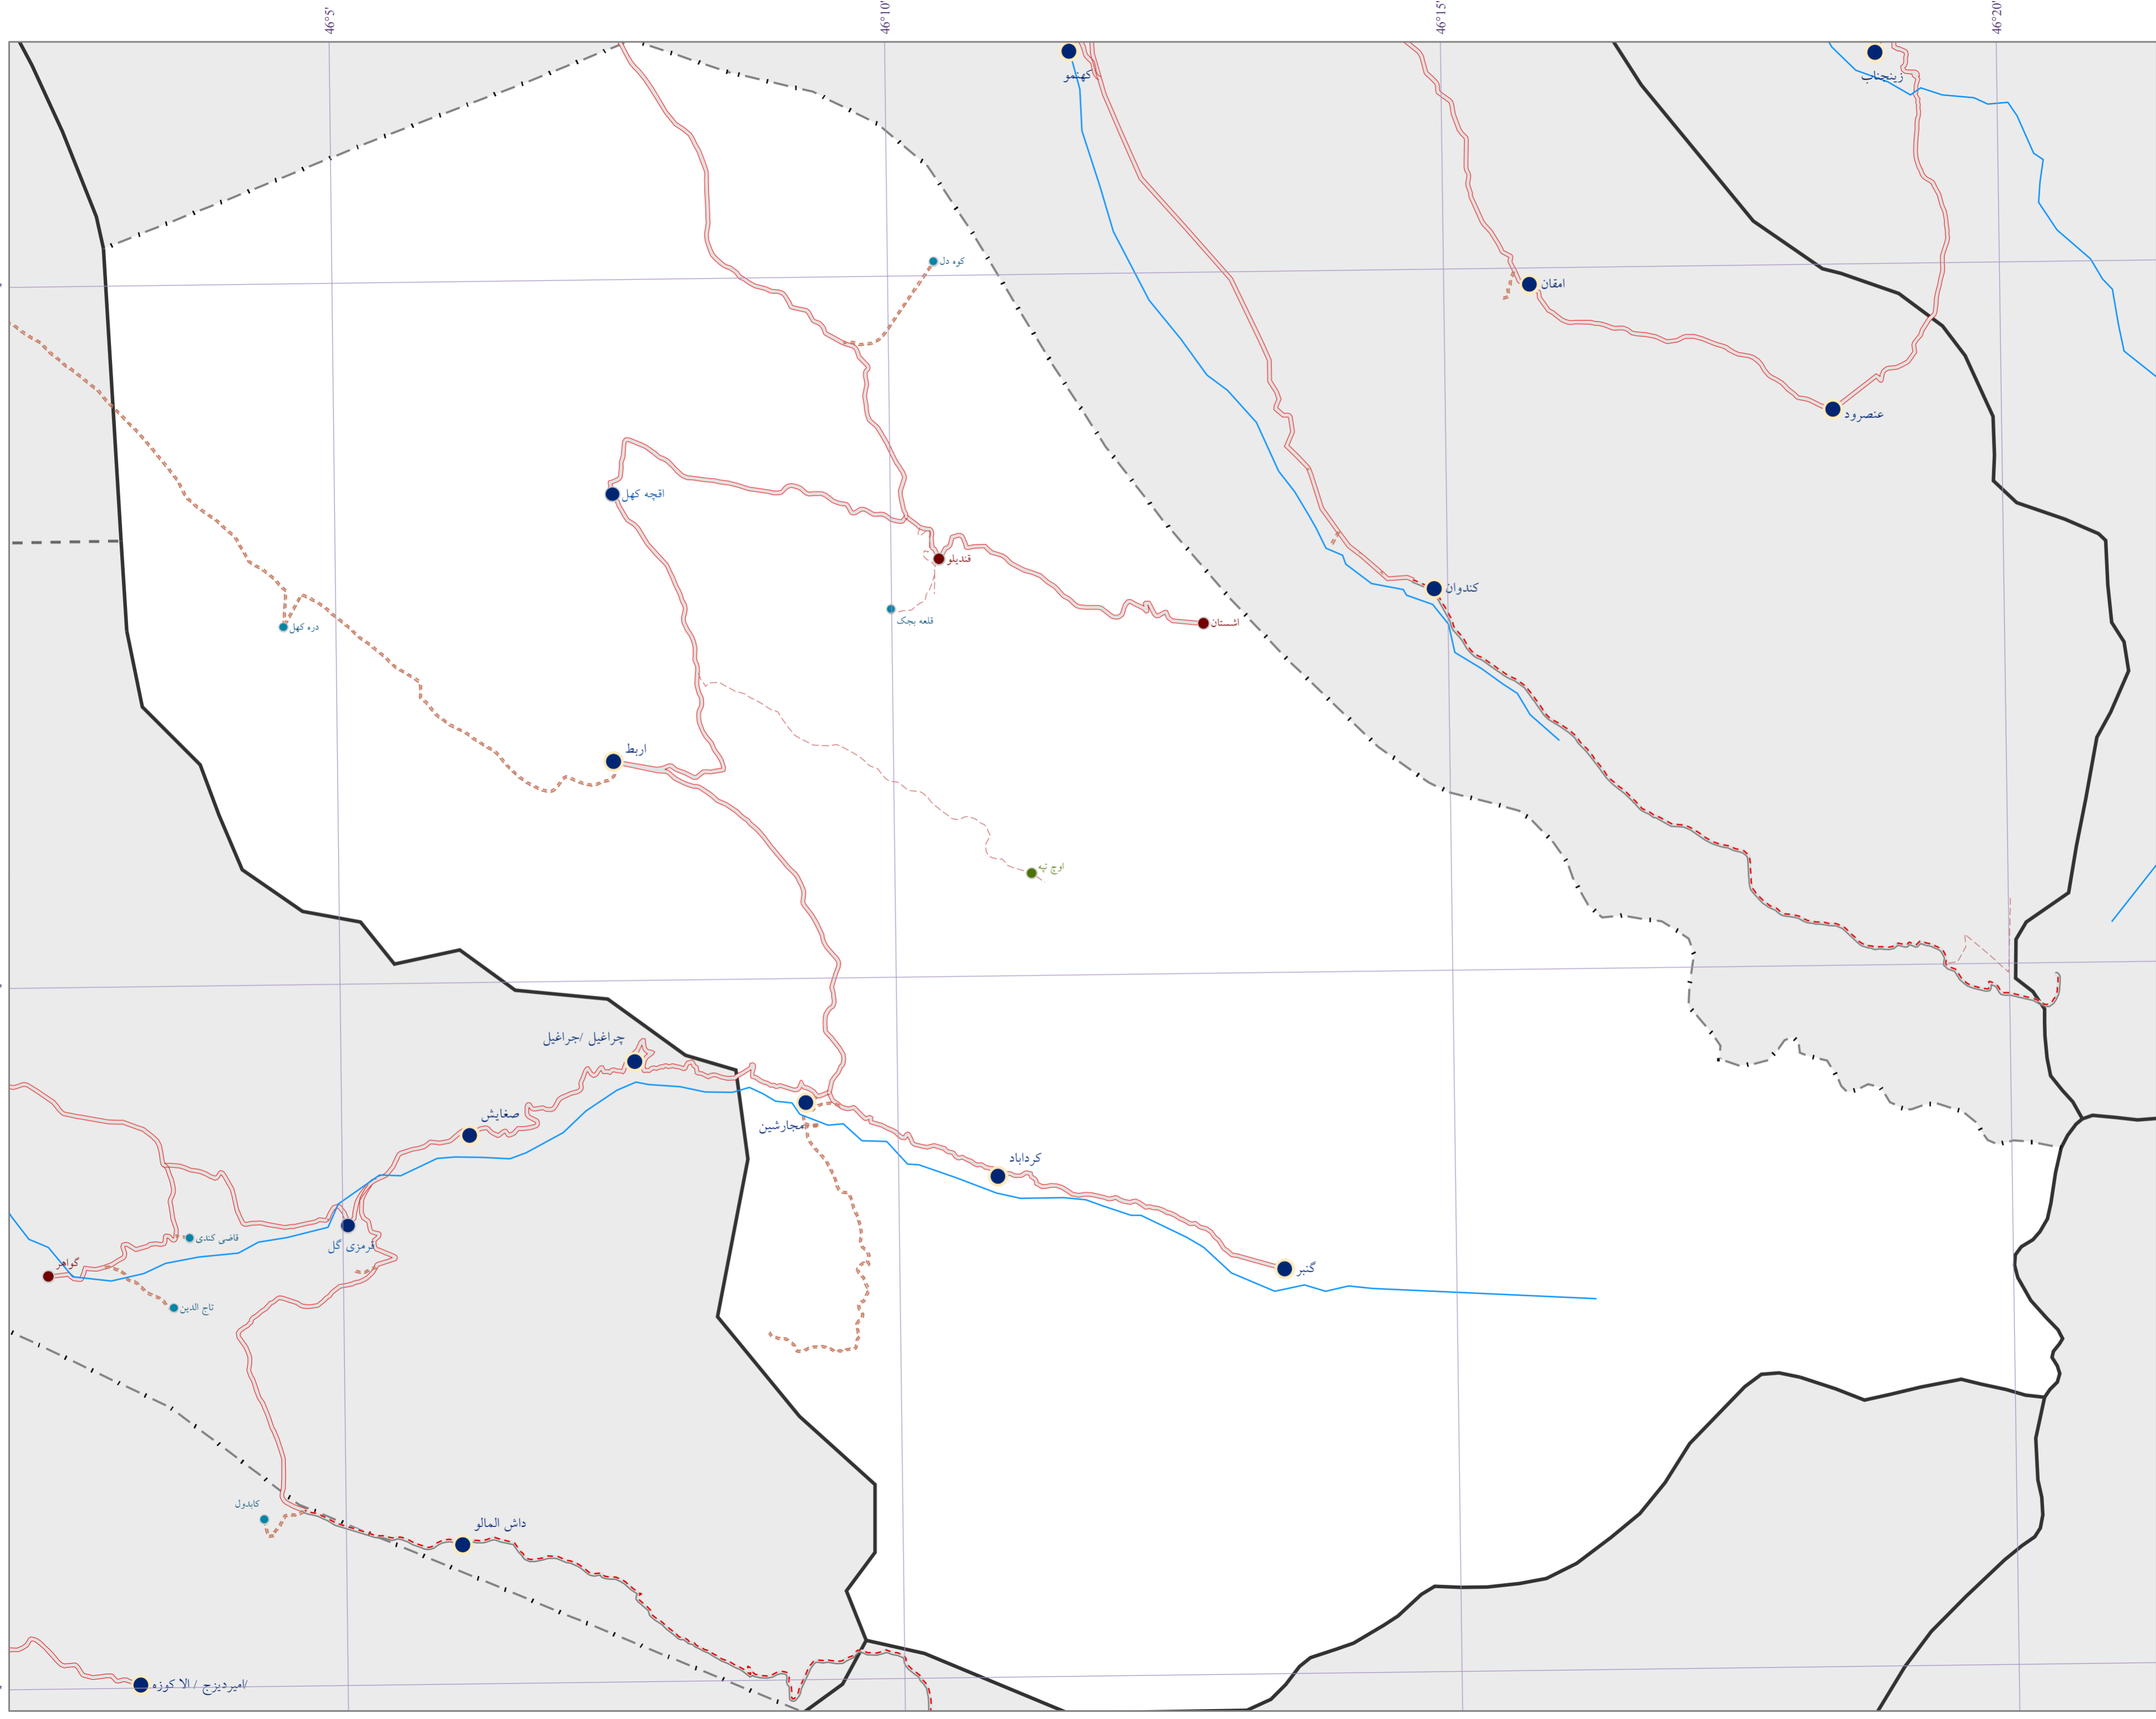 46°5'
46°10'
46°15'
46°20'
کهنمو
زینجناب
کوه دل
امقان
عنصرود
اقچه کهل
قندیلو
کندوان
قلعه بجک
اشستان
دره کهل
اربط
اوچ تپه
چراغیل /جراغیل
صغایش
مجارشین
کرداباد
قاضی کندی
قرمزی گل
گواهر
گنبر
تاج الدین
کابدول
داش المالو
امیردیزج / الا کوزه/